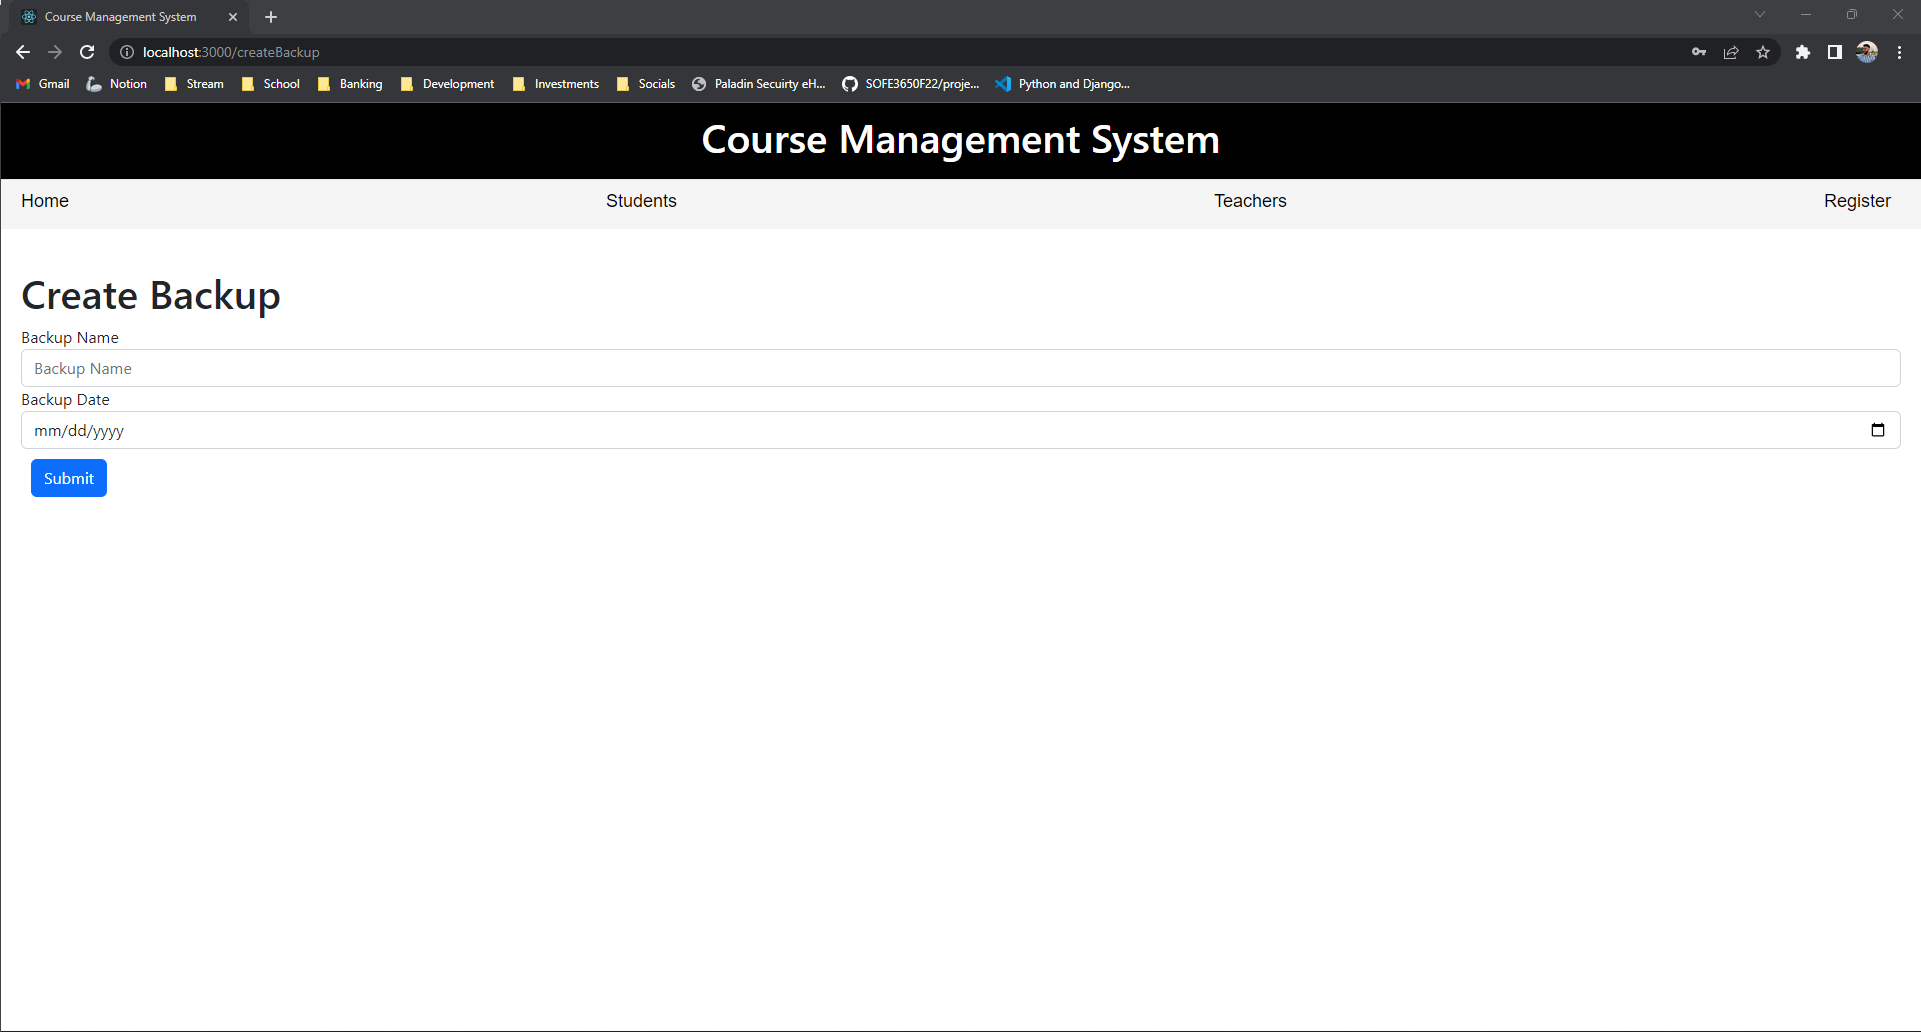 Course Management System
localhost:3000/createBackup
Gmail Notion Stream School Banking Development Investments Socials Paladin Secuirty eH... SOFE3650F22/proje... Python and Django...
Course Management System
Home Students Teachers Register
Create Backup
Backup Name
Backup Name
Backup Date
mm/dd/yyyy
Submit